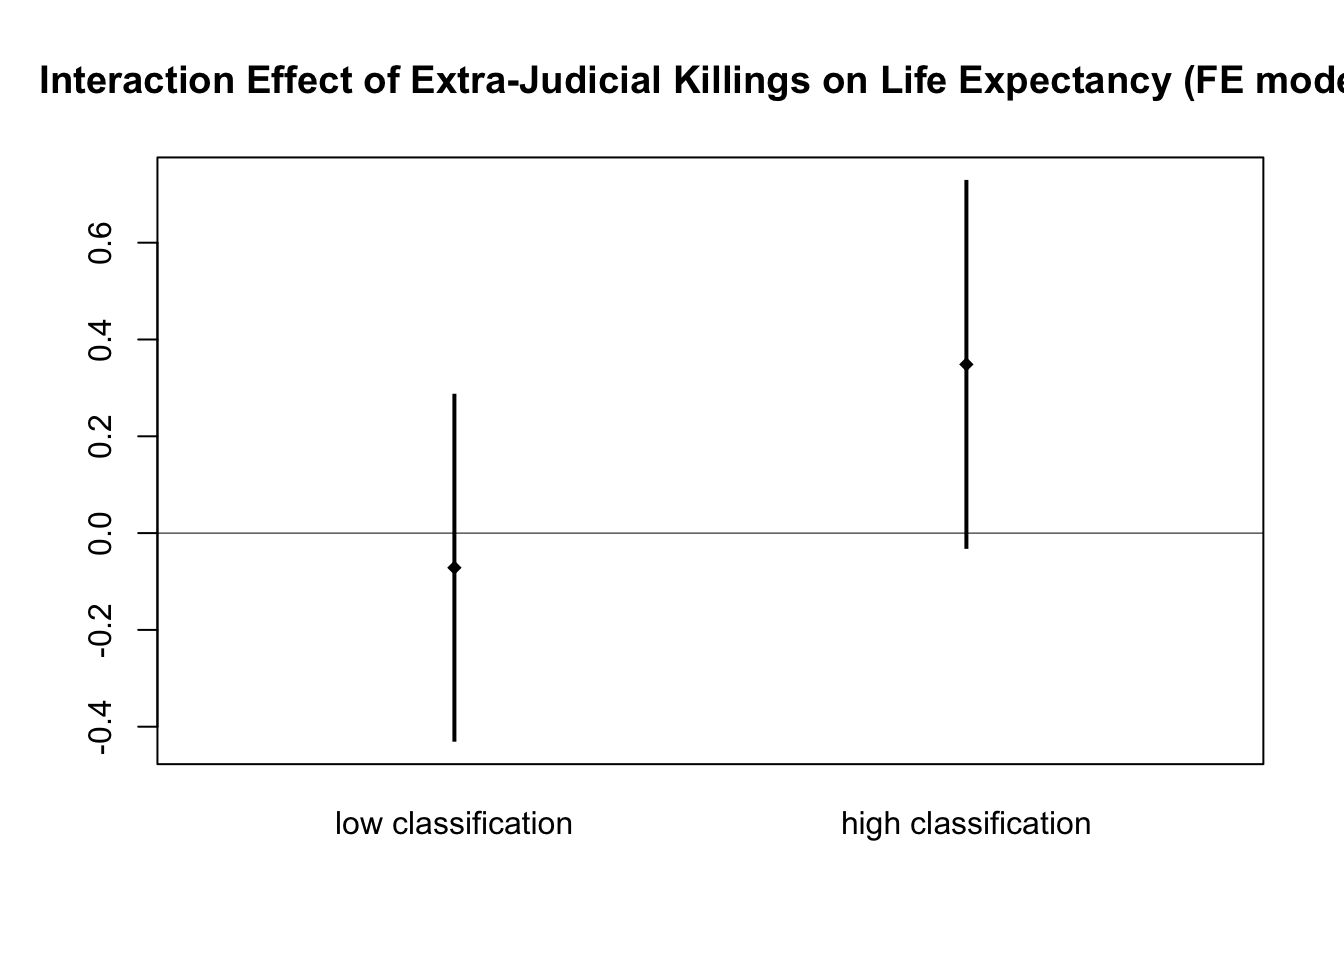 Interaction Effect of Extra-Judicial Killings on Life Expectancy (FE mode
0.6
0.4
0.2
0.0
-0.2
-0.4
low classification
high classification